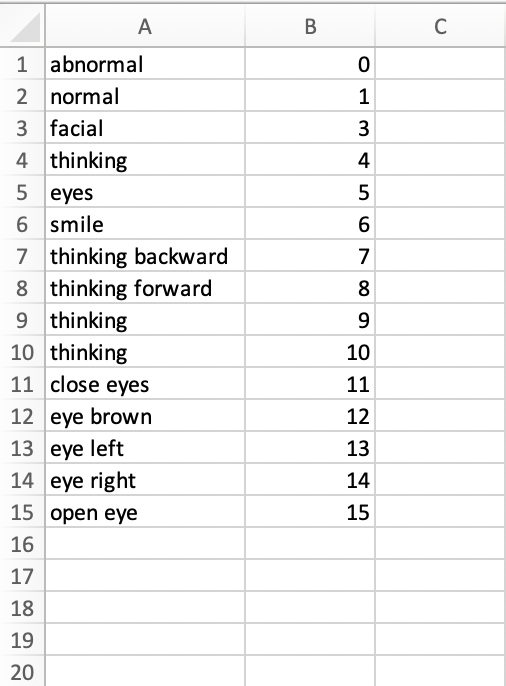 A B C
1 abnormal 0
2 normal 1
3 facial 3
4 thinking 4
5 eyes 5
6 smile 6
7 thinking backward 7
8 thinking forward 8
9 thinking 9
10 thinking 10
11 close eyes 11
12 eye brown 12
13 eye left 13
14 eye right 14
15 open eye 15
16
17
18
19
20